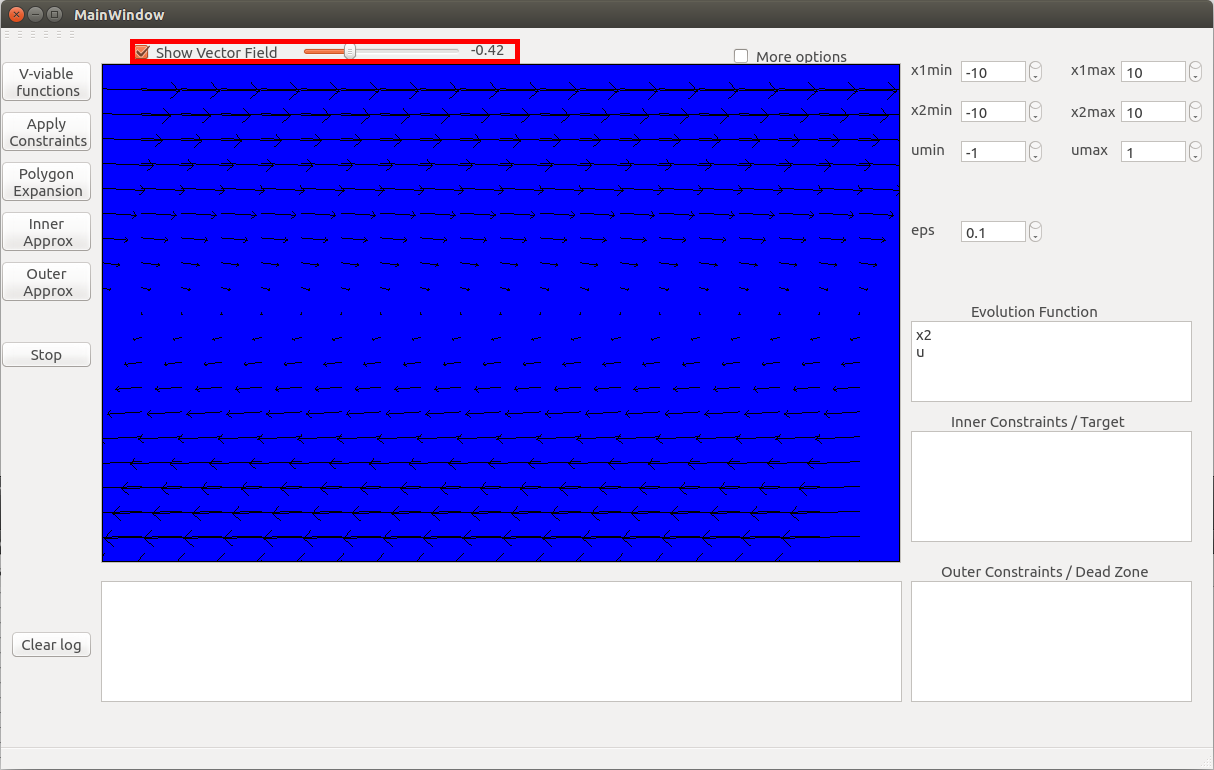 MainWindow
Show Vector Field
-0.42
More options
V-viable
functions
Apply
Constraints
Polygon
Expansion
Inner
Approx
Outer
Approx
Stop
Clear log
x1min
-10
x1max
10
x2min
-10
x2max
10
umin
-1
umax
1
eps
0.1
Evolution Function
x2
u
Inner Constraints / Target
Outer Constraints / Dead Zone